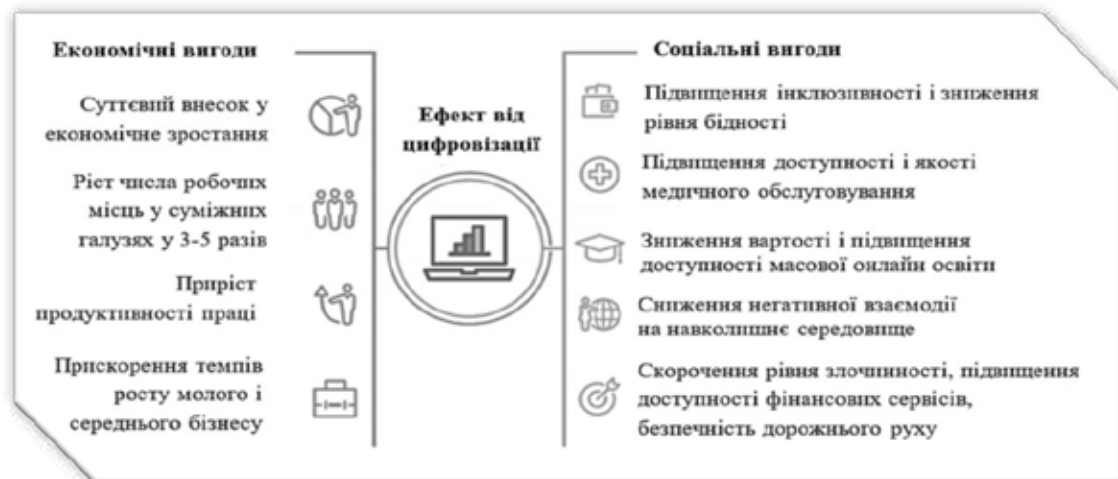 Економічні вигоди
Суттєвий внесок у
економічне зростання
Ріст числа робочих
місць у суміжних
галузях у 3-5 разів
Приріст
продуктивності праці
Прискорення темпів
росту молого і
середнього бізнесу
Ефект від
цифровізації
Соціальні вигоди
Підвищення інклюзивності і зниження
рівня бідності
Підвищення доступності і якості
медичного обслуговування
Зниження вартості і підвищення
доступності масової онлайн освіти
Сниження негативної взаємодії
на навколишнє середовище
Скорочення рівня злочинності, підвищення
доступності фінансових сервісів,
безпечність дорожнього руху